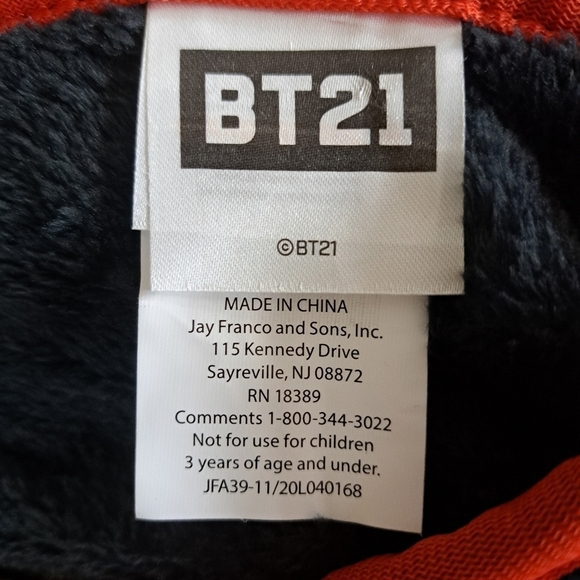 BT21
©BT21
MADE IN CHINA
Jay Franco and Sons, Inc.
115 Kennedy Drive
Sayreville, NJ 08872
RN 18389
Comments 1-800-344-3022
Not for use for children
3 years of age and under.
JFA39-11/20L040168